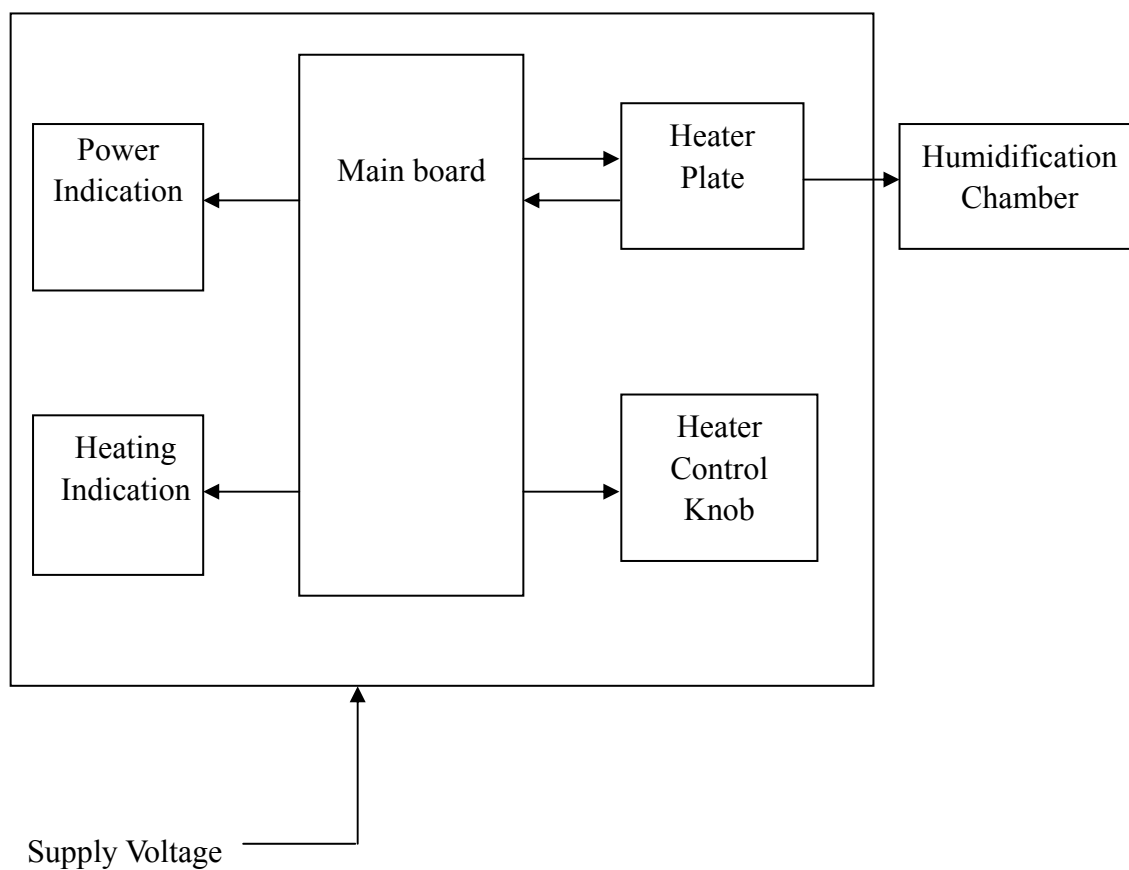 Power
Indication
Main board
Heater
Plate
Humidification
Chamber
Heating
Indication
Heater
Control
Knob
Supply Voltage